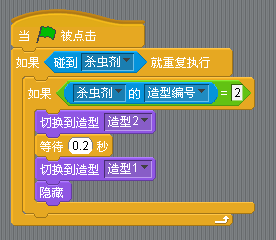 当 被点击
如果 碰到 杀虫剂 就重复执行
如果 杀虫剂 的 造型编号 = 2
切换到造型 造型2
等待 0.2 秒
切换到造型 造型1
隐藏